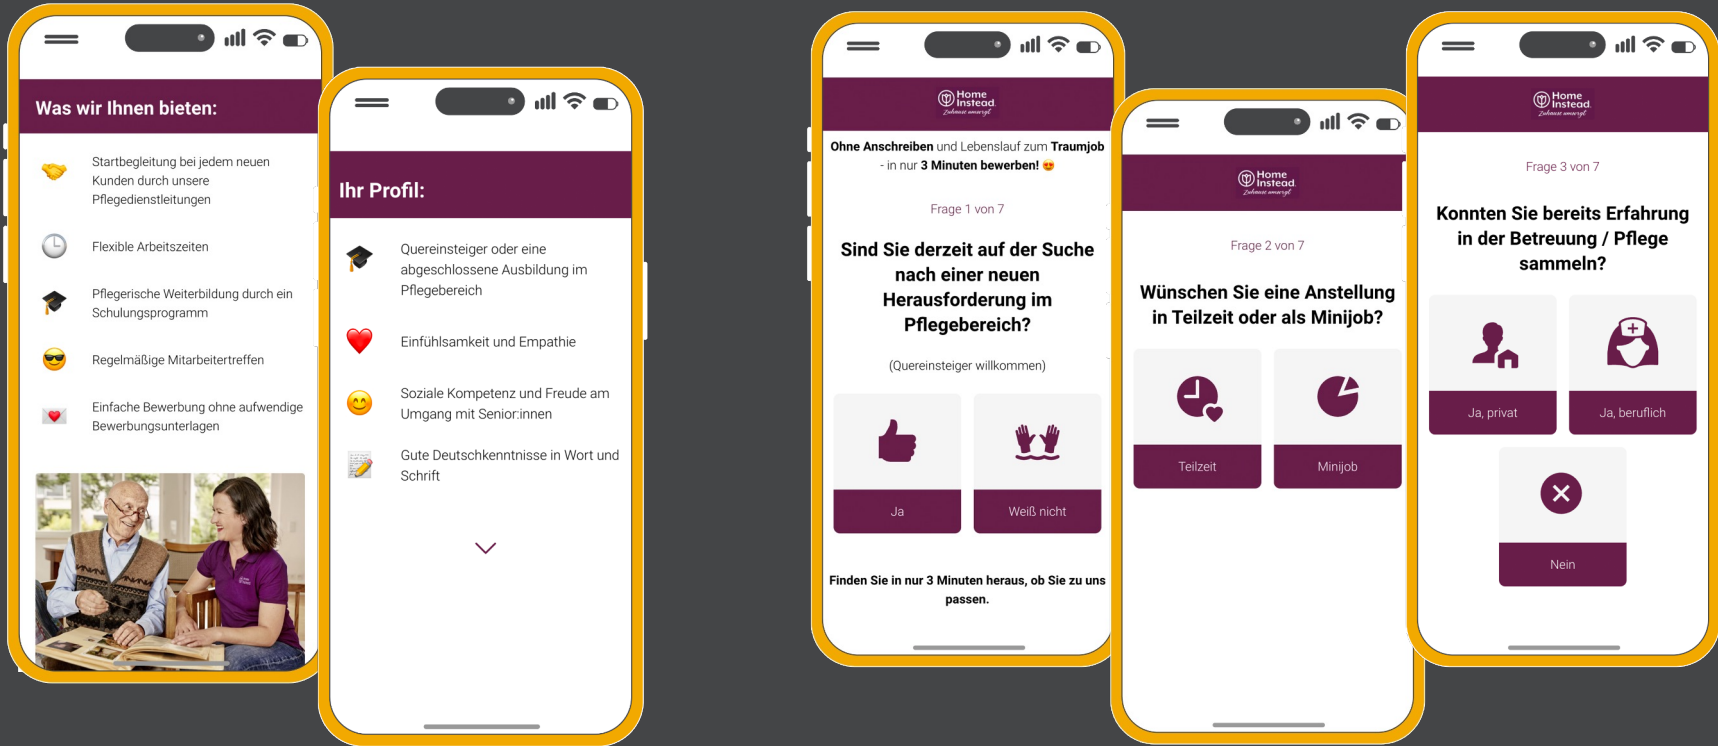 Was wir Ihnen bieten:
Startbegleitung bei jedem neuen
Kunden durch unsere
Pflegedienstleitungen
Flexible Arbeitszeiten
Pflegerische Weiterbildung durch ein
Schulungsprogramm
Regelmäßige Mitarbeitertreffen
Einfache Bewerbung ohne aufwendige
Bewerbungsunterlagen
Ihr Profil:
Quereinsteiger oder eine
abgeschlossene Ausbildung im
Pflegebereich
Einfühlsamkeit und Empathie
Soziale Kompetenz und Freude am
Umgang mit Senior:innen
Gute Deutschkenntnisse in Wort und
Schrift
Home
Instead.
Zuhause umsorgt
Ohne Anschreiben und Lebenslauf zum Traumjob
- in nur 3 Minuten bewerben!
Frage 1 von 7
Sind Sie derzeit auf der Suche
nach einer neuen
Herausforderung im
Pflegebereich?
(Quereinsteiger willkommen)
Ja
Weiß nicht
Finden Sie in nur 3 Minuten heraus, ob Sie zu uns
passen.
Home
Instead.
Zuhause umsorgt
Frage 2 von 7
Wünschen Sie eine Anstellung
in Teilzeit oder als Minijob?
Teilzeit
Minijob
Home
Instead.
Zuhause umsorgt
Frage 3 von 7
Konnten Sie bereits Erfahrung
in der Betreuung / Pflege
sammeln?
Ja, privat
Ja, beruflich
Nein